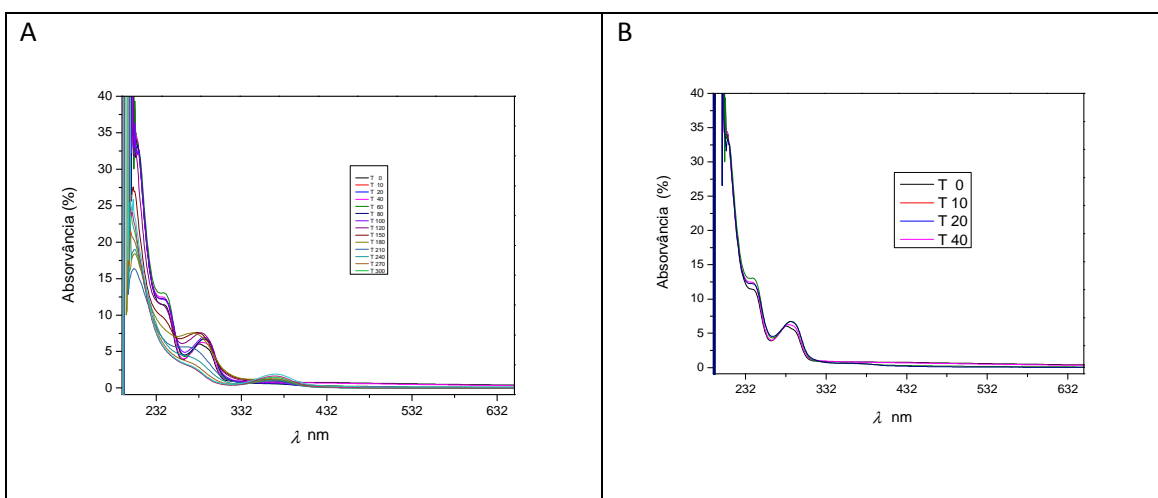 A
40
35
30
25
20
15
10
5
0
Absorvância (%)
T 0
T 10
T 20
T 40
T 60
T 80
T 100
T 120
T 150
T 180
T 210
T 240
T 270
T 300
232 332 432 532 632
λ nm
B
40
35
30
25
20
15
10
5
0
Absorvância (%)
T 0
T 10
T 20
T 40
232 332 432 532 632
λ nm